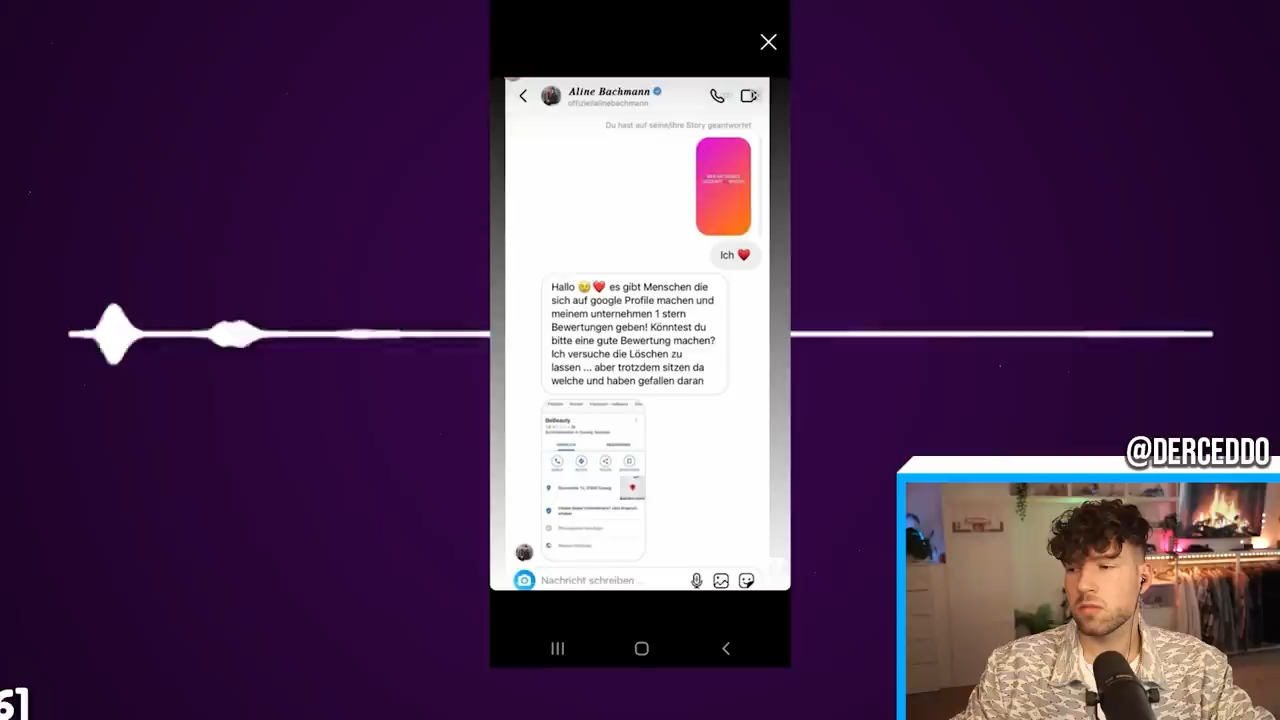 Aline Bachmann
offiziellalinebachmann
Du hast auf seine/ihre Story geantwortet
Ich ❤️
Hallo 😢❤️ es gibt Menschen die
sich auf google Profile machen und
meinem unternehmen 1 stern
Bewertungen geben! Könntest du
bitte eine gute Bewertung machen?
Ich versuche die Löschen zu
lassen ... aber trotzdem sitzen da
welche und haben gefallen daran
BeBeauty
Nachricht schreiben...
@DERCEDDO
6]